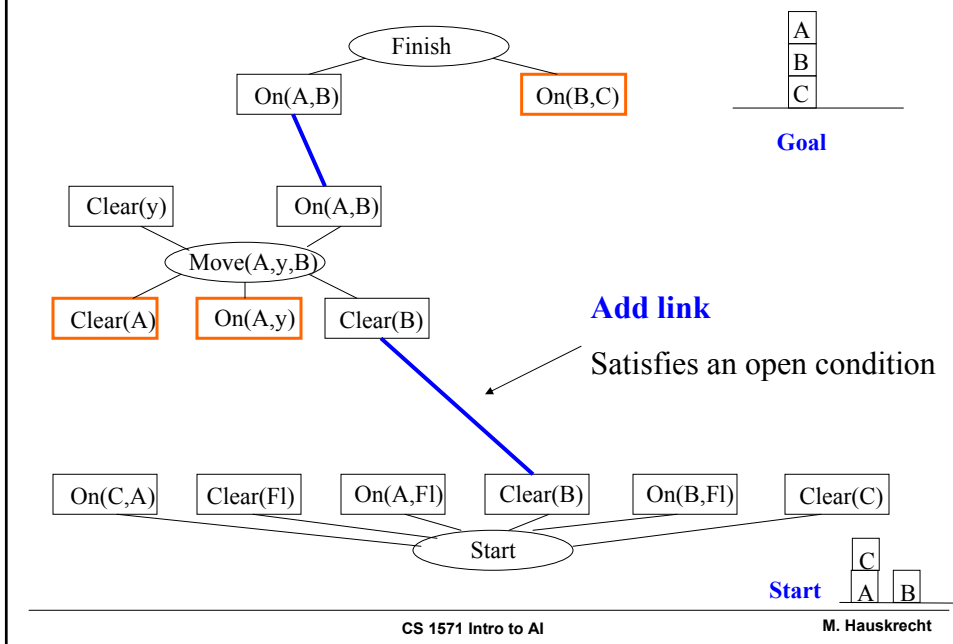 Finish
A
B
C
On(A,B)
On(B,C)
Goal
Clear(y)
On(A,B)
Move(A,y,B)
Clear(A)
On(A,y)
Clear(B)
Add link
Satisfies an open condition
On(C,A)
Clear(Fl)
On(A,Fl)
Clear(B)
On(B,Fl)
Clear(C)
Start
C
Start
A
B
CS 1571 Intro to AI
M. Hauskrecht